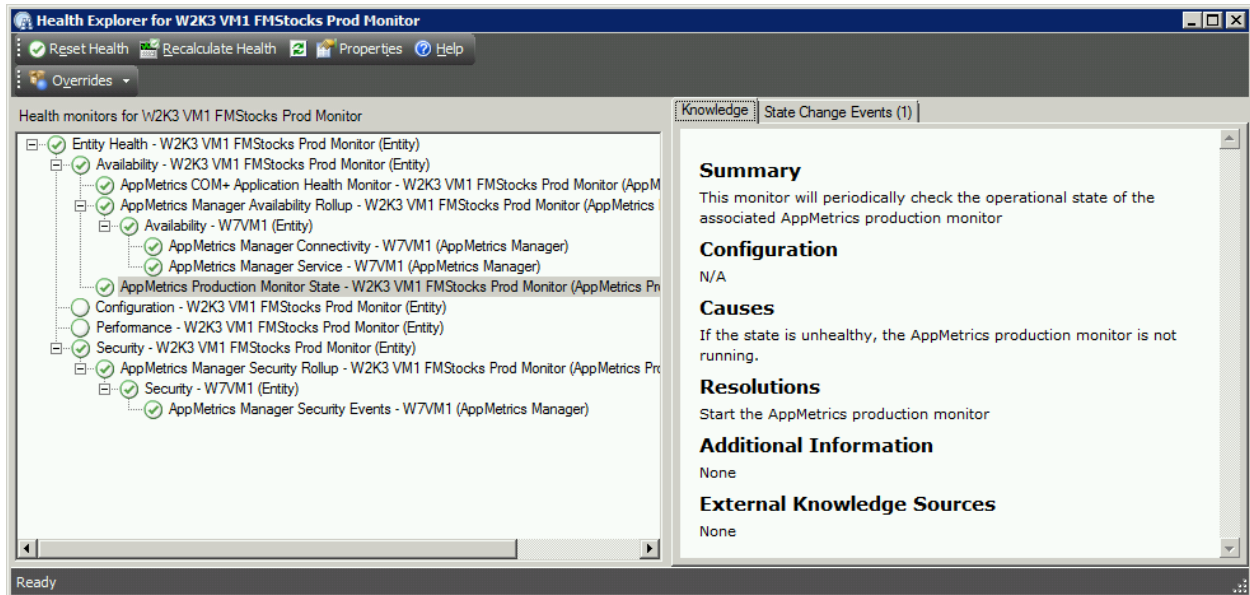 Health Explorer for W2K3 VM1 FMStocks Prod Monitor
Reset Health Recalculate Health Properties Help
Overrides
Health monitors for W2K3 VM1 FMStocks Prod Monitor
Entity Health - W2K3 VM1 FMStocks Prod Monitor (Entity)
Availability - W2K3 VM1 FMStocks Prod Monitor (Entity)
AppMetrics COM+ Application Health Monitor - W2K3 VM1 FMStocks Prod Monitor (AppM
AppMetrics Manager Availability Rollup - W2K3 VM1 FMStocks Prod Monitor (AppMetrics
Availability - W7VM1 (Entity)
AppMetrics Manager Connectivity - W7VM1 (AppMetrics Manager)
AppMetrics Manager Service - W7VM1 (AppMetrics Manager)
AppMetrics Production Monitor State - W2K3 VM1 FMStocks Prod Monitor (AppMetrics Pr
Configuration - W2K3 VM1 FMStocks Prod Monitor (Entity)
Performance - W2K3 VM1 FMStocks Prod Monitor (Entity)
Security - W2K3 VM1 FMStocks Prod Monitor (Entity)
AppMetrics Manager Security Rollup - W2K3 VM1 FMStocks Prod Monitor (AppMetrics Pro
Security - W7VM1 (Entity)
AppMetrics Manager Security Events - W7VM1 (AppMetrics Manager)
Knowledge State Change Events (1)
Summary
This monitor will periodically check the operational state of the
associated AppMetrics production monitor
Configuration
N/A
Causes
If the state is unhealthy, the AppMetrics production monitor is not
running.
Resolutions
Start the AppMetrics production monitor
Additional Information
None
External Knowledge Sources
None
Ready